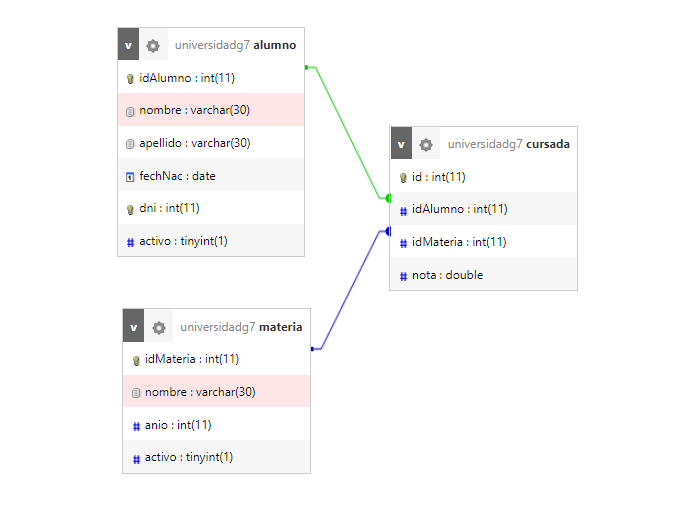 v universidadg7 alumno
idAlumno : int(11)
nombre : varchar(30)
apellido : varchar(30)
fechNac : date
dni : int(11)
# activo : tinyint(1)
v universidadg7 cursada
id : int(11)
# idAlumno : int(11)
# idMateria : int(11)
# nota : double
v universidadg7 materia
idMateria : int(11)
nombre : varchar(30)
# anio : int(11)
# activo : tinyint(1)